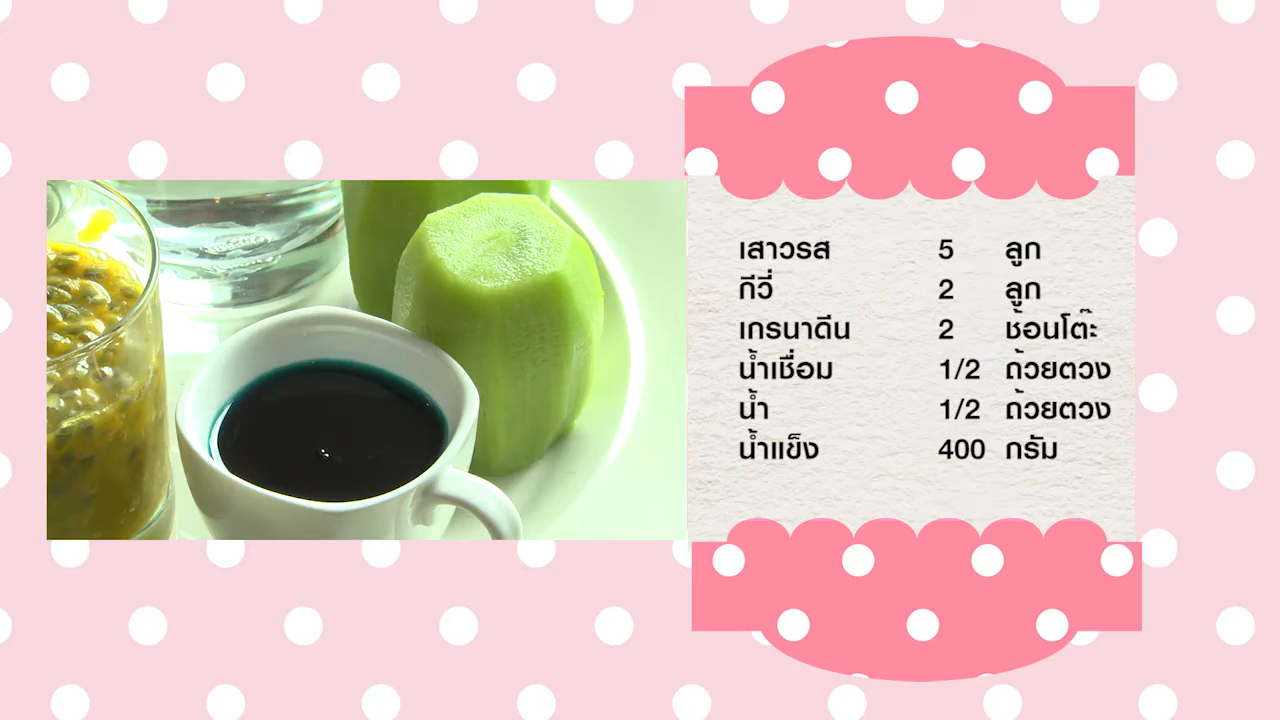 เสาวรส 5 ลูก
กีวี่ 2 ลูก
เกรนาดีน 2 ช้อนโต๊ะ
น้ำเชื่อม 1/2 ถ้วยตวง
น้ำ 1/2 ถ้วยตวง
น้ำแข็ง 400 กรัม